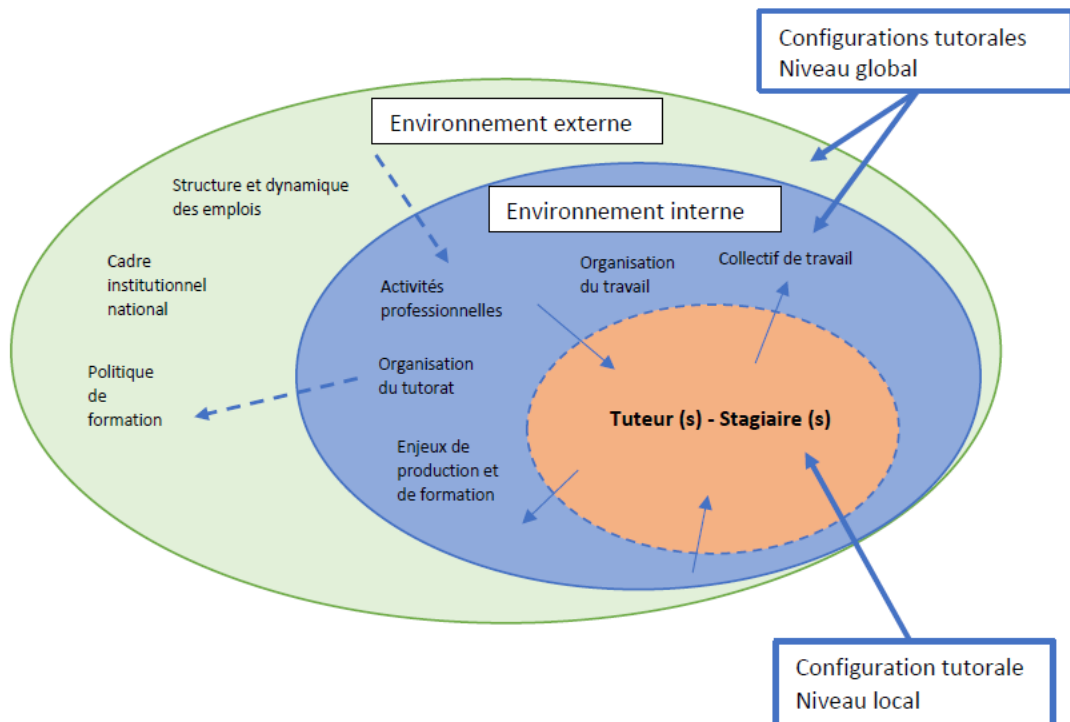 Configurations tutorales
Niveau global
Environnement externe
Structure et dynamique
des emplois
Environnement interne
Cadre
institutionnel
national
Activités
professionnelles
Organisation
du travail
Collectif de travail
Politique
de
formation
Organisation
du tutorat
Tuteur (s) - Stagiaire (s)
Enjeux de
production et
de formation
Configuration tutorale
Niveau local